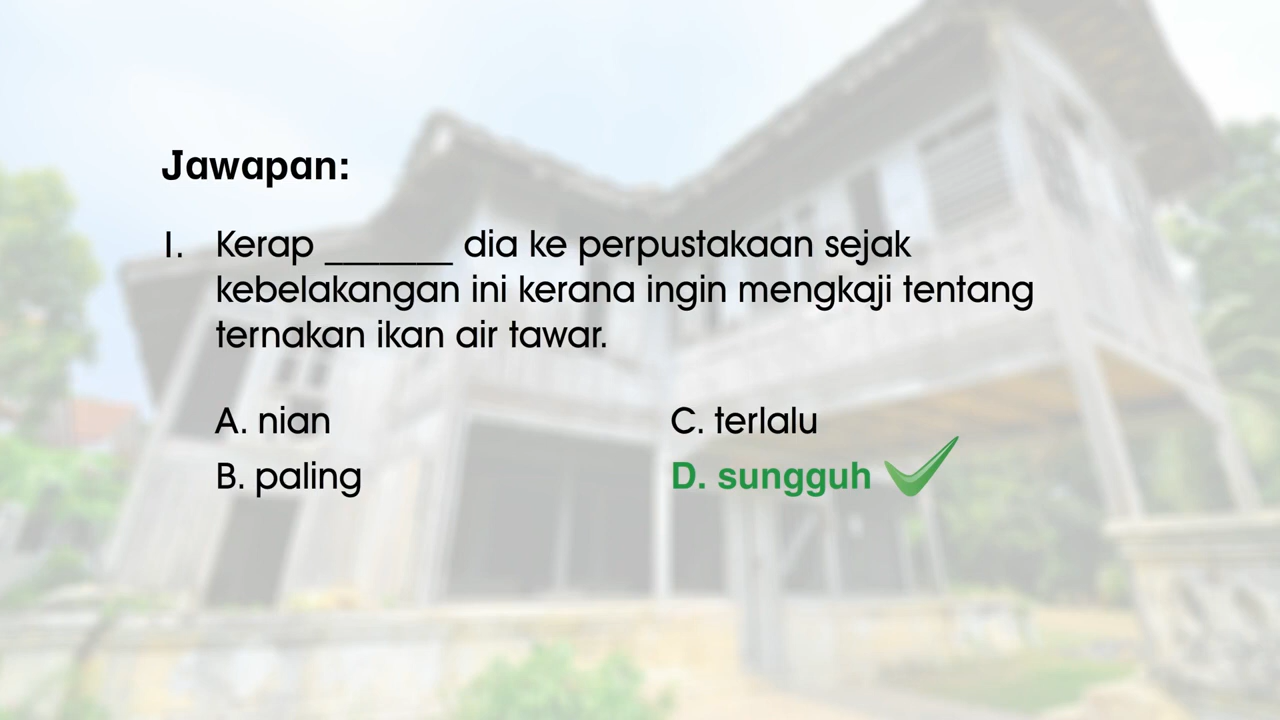 Jawapan:
1. Kerap _______ dia ke perpustakaan sejak
kebelakangan ini kerana ingin mengkaji tentang
ternakan ikan air tawar.
A. nian
C. terlalu
B. paling
D. sungguh